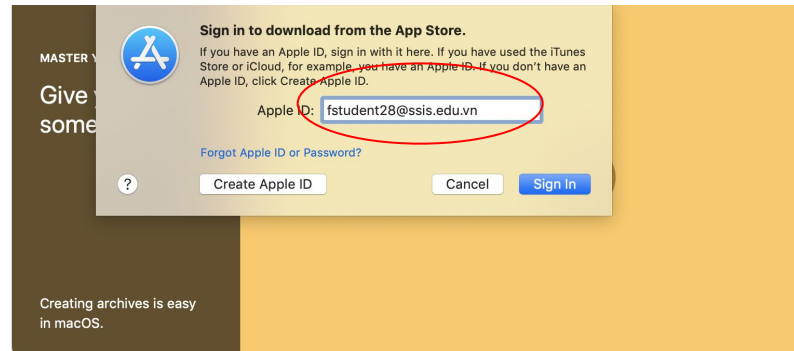 Sign in to download from the App Store.
If you have an Apple ID, sign in with it here. If you have used the iTunes
Store or iCloud, for example, you have an Apple ID. If you don't have an
Apple ID, click Create Apple ID.
Apple ID: fstudent28@ssis.edu.vn
Forgot Apple ID or Password?
? Create Apple ID Cancel Sign In
MASTER
Give
some
Creating archives is easy
in macOS.